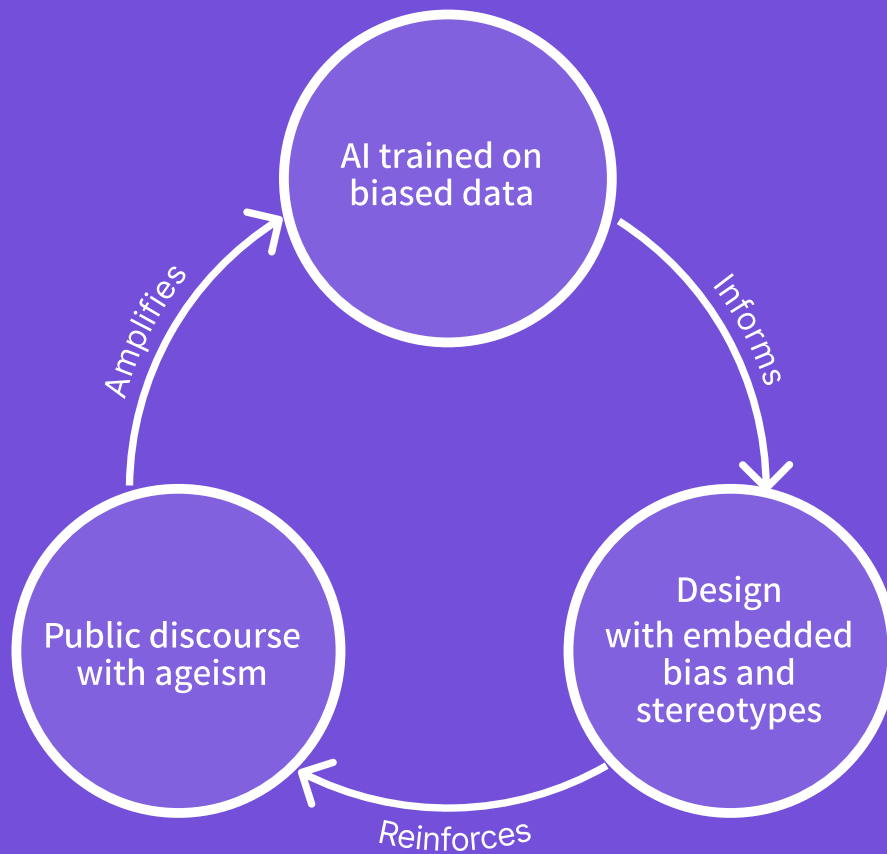 AI trained on
biased data
Informs
Design
with embedded
bias and
stereotypes
Reinforces
Public discourse
with ageism
Amplifies